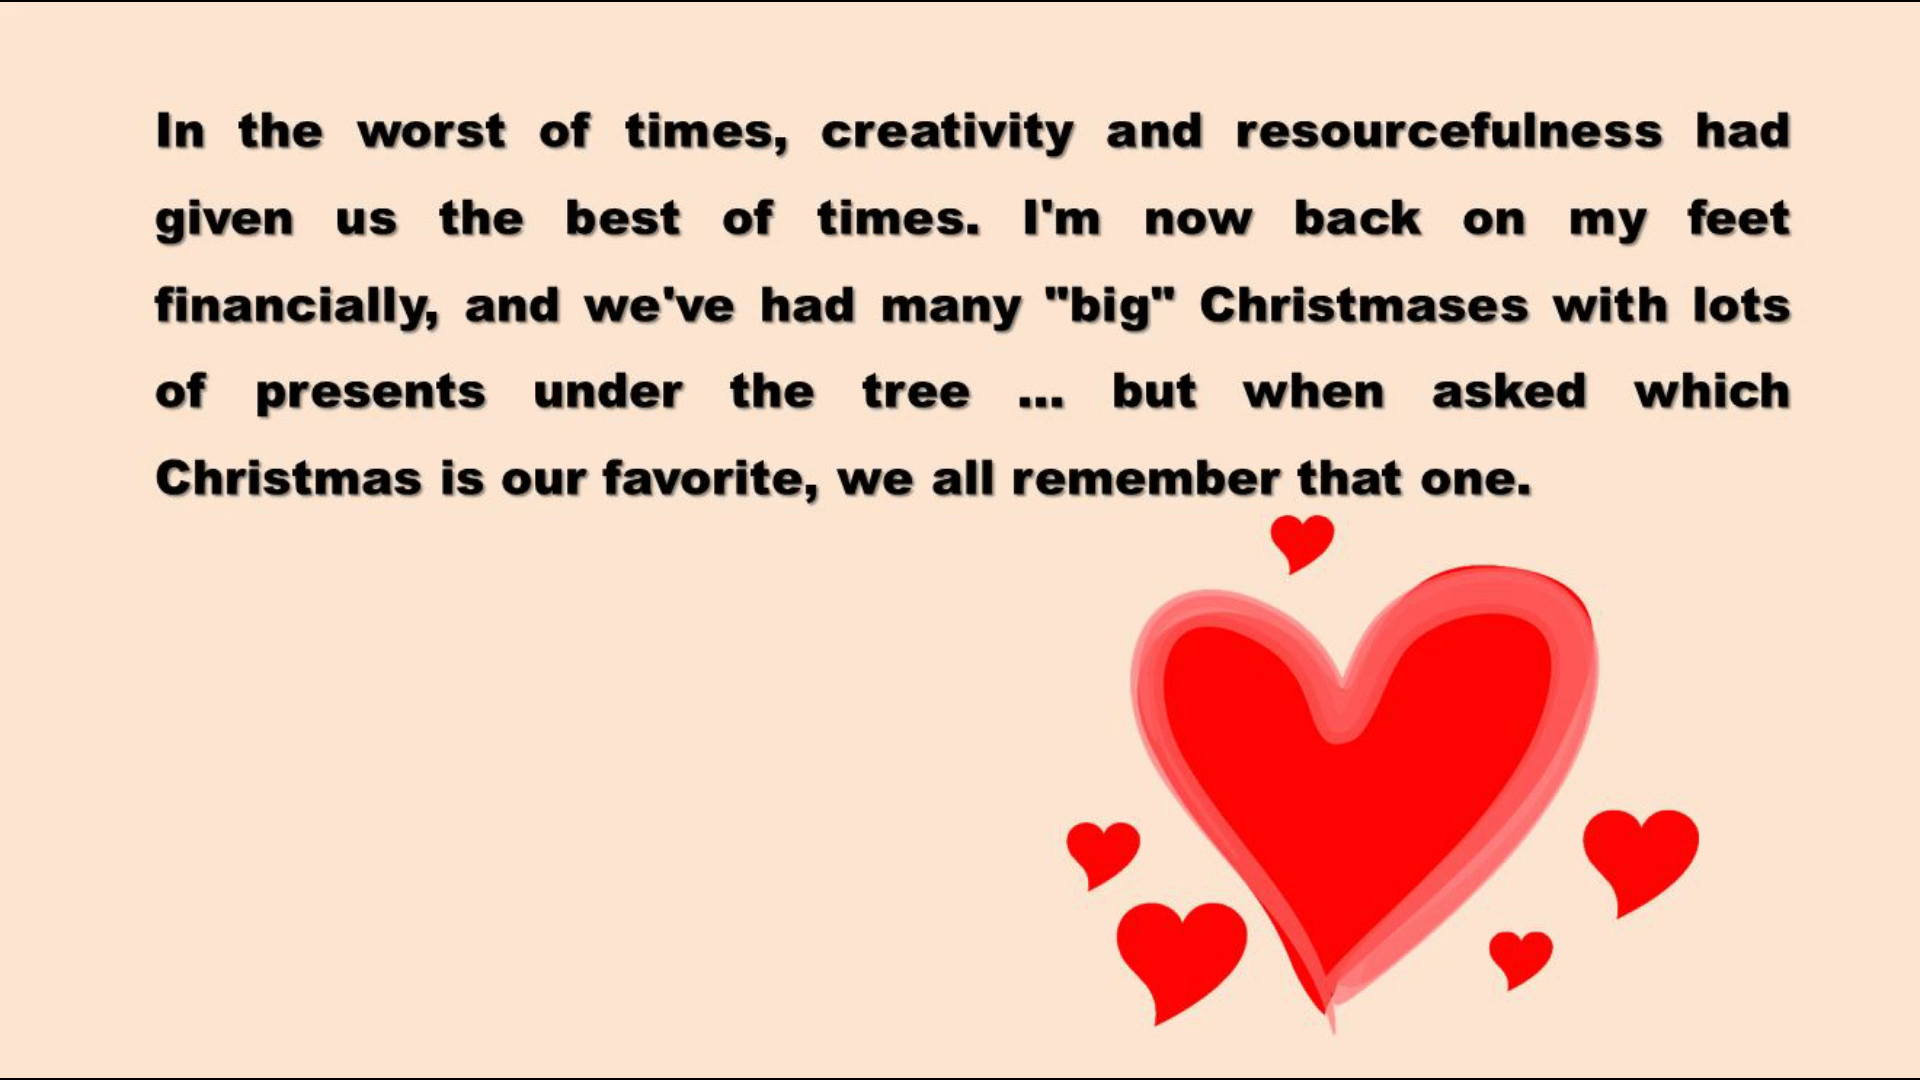 In the worst of times, creativity and resourcefulness had
given us the best of times. I'm now back on my feet
financially, and we've had many "big" Christmases with lots
of presents under the tree ... but when asked which
Christmas is our favorite, we all remember that one.